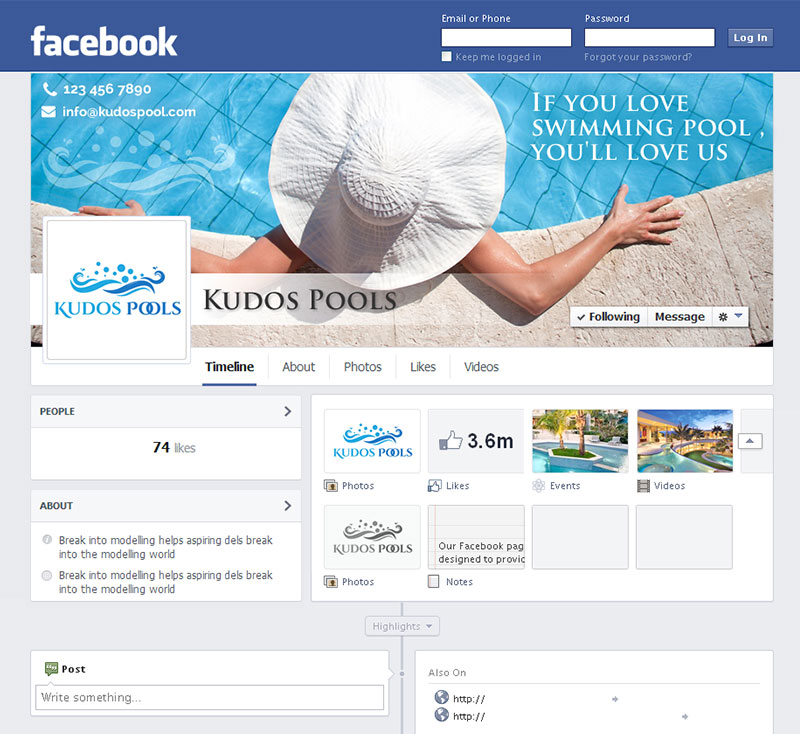 facebook
Email or Phone
Password
Log In
Keep me logged in
Forgot your password?
123 456 7890
info@kudospool.com
IF YOU LOVE
SWIMMING POOL ,
YOU'LL LOVE US
KUDOS POOLS
KUDOS POOLS
Following
Message
Timeline
About
Photos
Likes
Videos
PEOPLE
74 likes
ABOUT
Break into modelling helps aspiring dels break
into the modelling world
Break into modelling helps aspiring dels break
into the modelling world
KUDOS POOLS
3.6m
Photos
Likes
Events
Videos
KUDOS POOLS
Our Facebook pag
designed to provic
Photos
Notes
Highlights
Post
Write something...
Also On
http://
http://